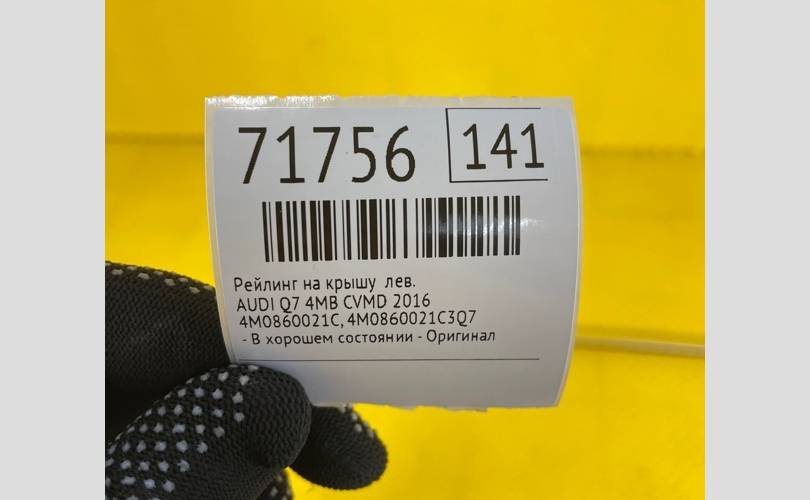 71756 141
Рейлинг на крышу лев.
AUDI Q7 4MB CVMD 2016
4M0860021C, 4M0860021C3Q7
- В хорошем состоянии - Оригинал